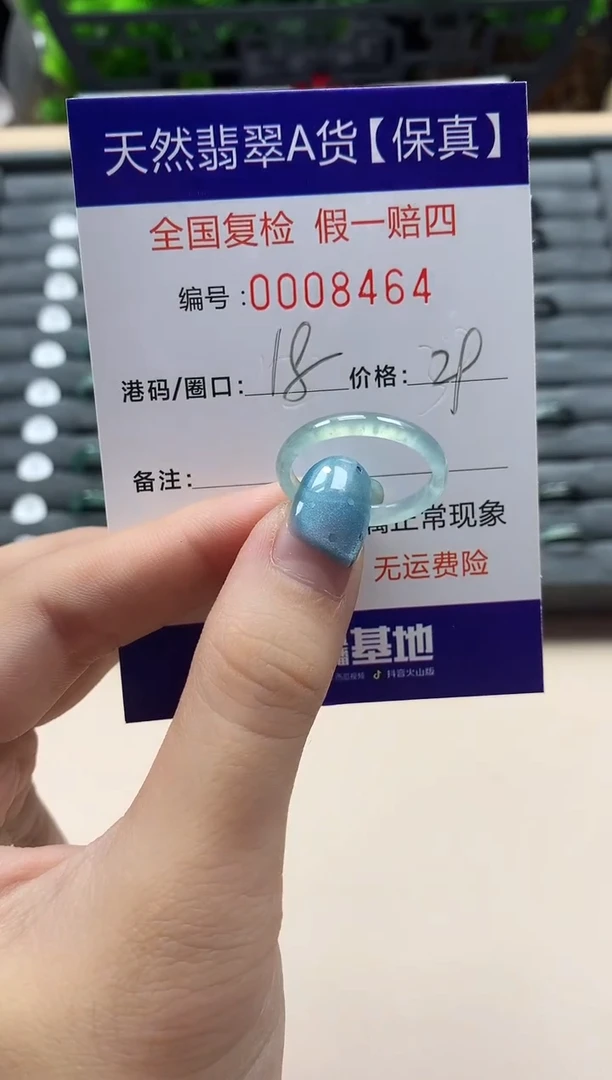 天然翡翠A货【保真】
全国复检 假一赔四
编号:0008464
港码/圈口:18 价格:
备注:
属正常现象
无运费险
基地
抖音火山版